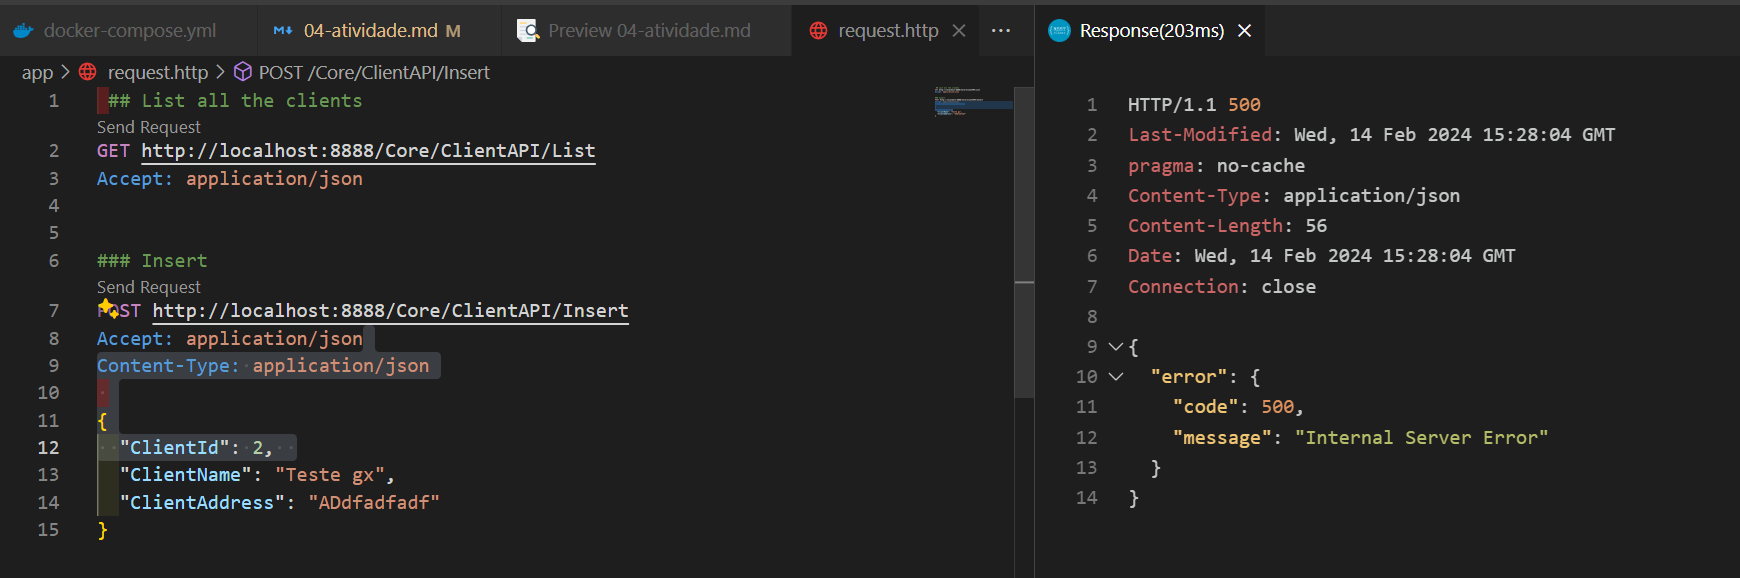 docker-compose.yml
04-atividade.md M
Preview 04-atividade.md
request.http
Response(203ms)
app > request.http > POST /Core/ClientAPI/Insert
1 ## List all the clients
Send Request
2 GET http://localhost:8888/Core/ClientAPI/List
3 Accept: application/json
4
5
6 ### Insert
Send Request
7 POST http://localhost:8888/Core/ClientAPI/Insert
8 Accept: application/json
9 Content-Type: application/json
10
11 {
12 "ClientId": 2,
13 "ClientName": "Teste gx",
14 "ClientAddress": "ADdfadfadf"
15 }
1 HTTP/1.1 500
2 Last-Modified: Wed, 14 Feb 2024 15:28:04 GMT
3 pragma: no-cache
4 Content-Type: application/json
5 Content-Length: 56
6 Date: Wed, 14 Feb 2024 15:28:04 GMT
7 Connection: close
8
9 {
10 "error": {
11 "code": 500,
12 "message": "Internal Server Error"
13 }
14 }